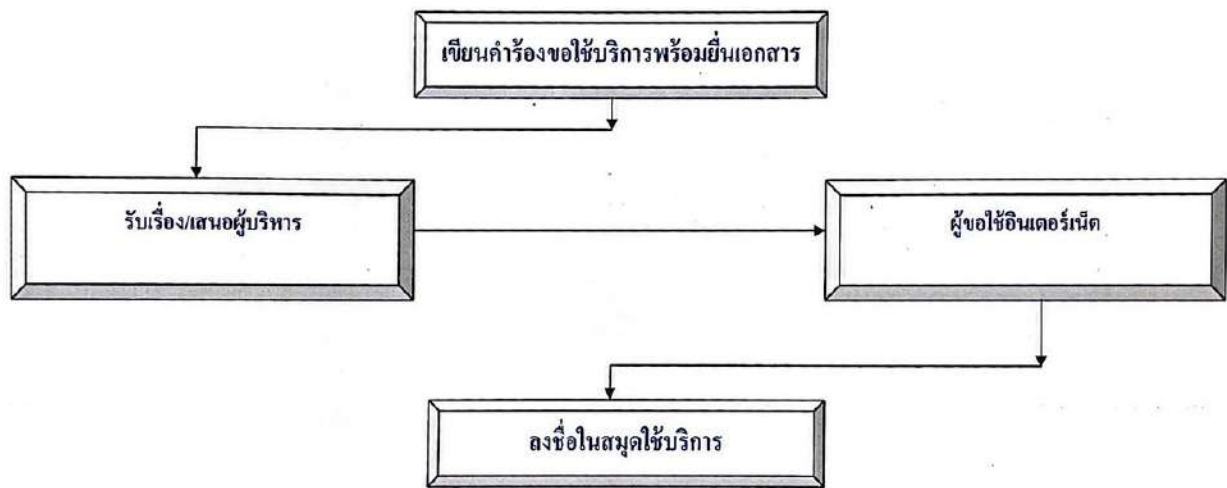 เขียนคำร้องขอใช้บริการพร้อมยื่นเอกสาร
รับเรื่อง/เสนอผู้บริหาร
ผู้ขอใช้อินเตอร์เน็ต
ลงชื่อในสมุดใช้บริการ